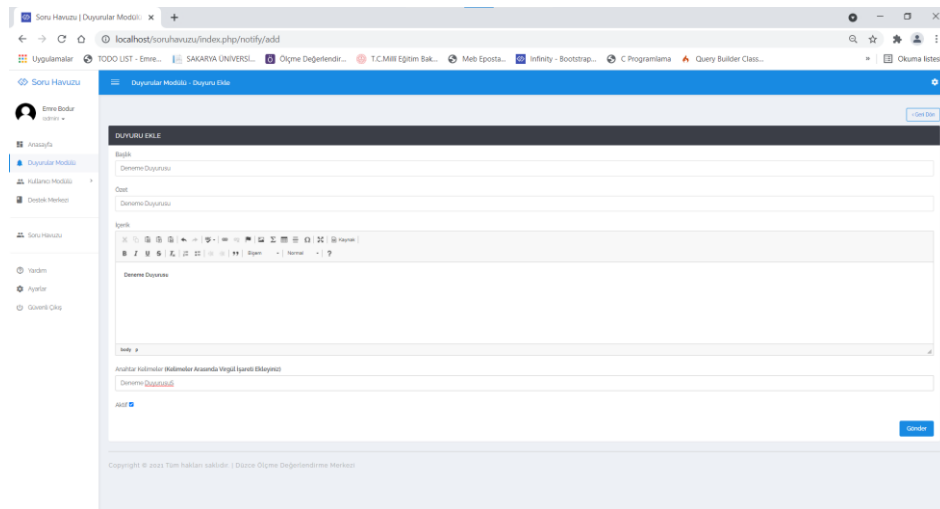 Soru Havuzu | Duyurular Modülü
localhost/soruhavuzu/index.php/notify/add
Uygulamalar TODO LIST - Emre... SAKARYA ÜNİVERSİ... Ölçme Değerlendir... T.C.Millî Eğitim Bak... Meb Eposta... Infinity - Bootstrap... C Programlama Query Builder Class... » Okuma listes
Soru Havuzu
Duyurular Modülü - Duyuru Ekle
Emre Bodur
admin
< Geri Dön
Anasayfa
Duyurular Modülü
Kullanıcı Modülü
Destek Merkezi
Soru Havuzu
Yardım
Ayarlar
Güvenli Çıkış
DUYURU EKLE
Başlık
Deneme Duyurusu
Özet
Deneme Duyurusu
İçerik
Kaynak
B I U S Biçem Normal ?
Deneme Duyurusu
body p
Anahtar Kelimeler (Kelimeler Arasında Virgül İşareti Ekleyiniz)
Deneme DuyurusuS
Aktif
Gönder
Copyright © 2021 Tüm hakları saklıdır. | Düzce Ölçme Değerlendirme Merkezi